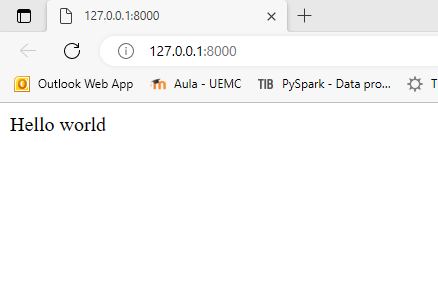 127.0.0.1:8000
127.0.0.1:8000
Outlook Web App Aula - UEMC TIB PySpark - Data pro... T
Hello world